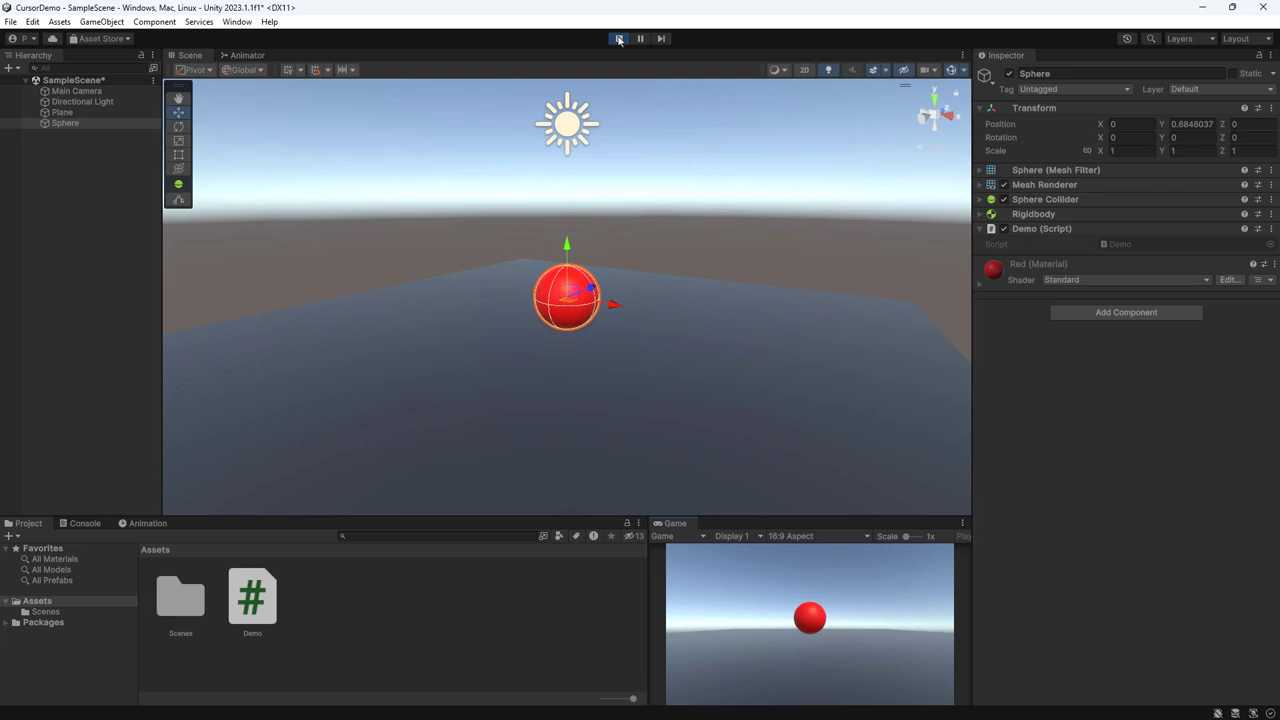 CursorDemo - SampleScene - Windows, Mac, Linux - Unity 2023.1.1f1* <DX11>
File Edit Assets GameObject Component Services Window Help
P Asset Store Layers Layout
Hierarchy Scene Animator Inspector
All Pivot Global 2D
SampleScene*
Main Camera
Directional Light
Plane
Sphere
y
x
z
Sphere Static
Tag Untagged Layer Default
Transform
Position X 0 Y 0.6846037 Z 0
Rotation X 0 Y 0 Z 0
Scale X 1 Y 1 Z 1
Sphere (Mesh Filter)
Mesh Renderer
Sphere Collider
Rigidbody
Demo (Script)
Script Demo
Red (Material)
Shader Standard Edit...
Add Component
Project Console Animation Game
13 Game Display 1 16:9 Aspect Scale 1x Play
Favorites
All Materials
All Models
All Prefabs
Assets
Scenes
Packages
Assets
Scenes # Demo